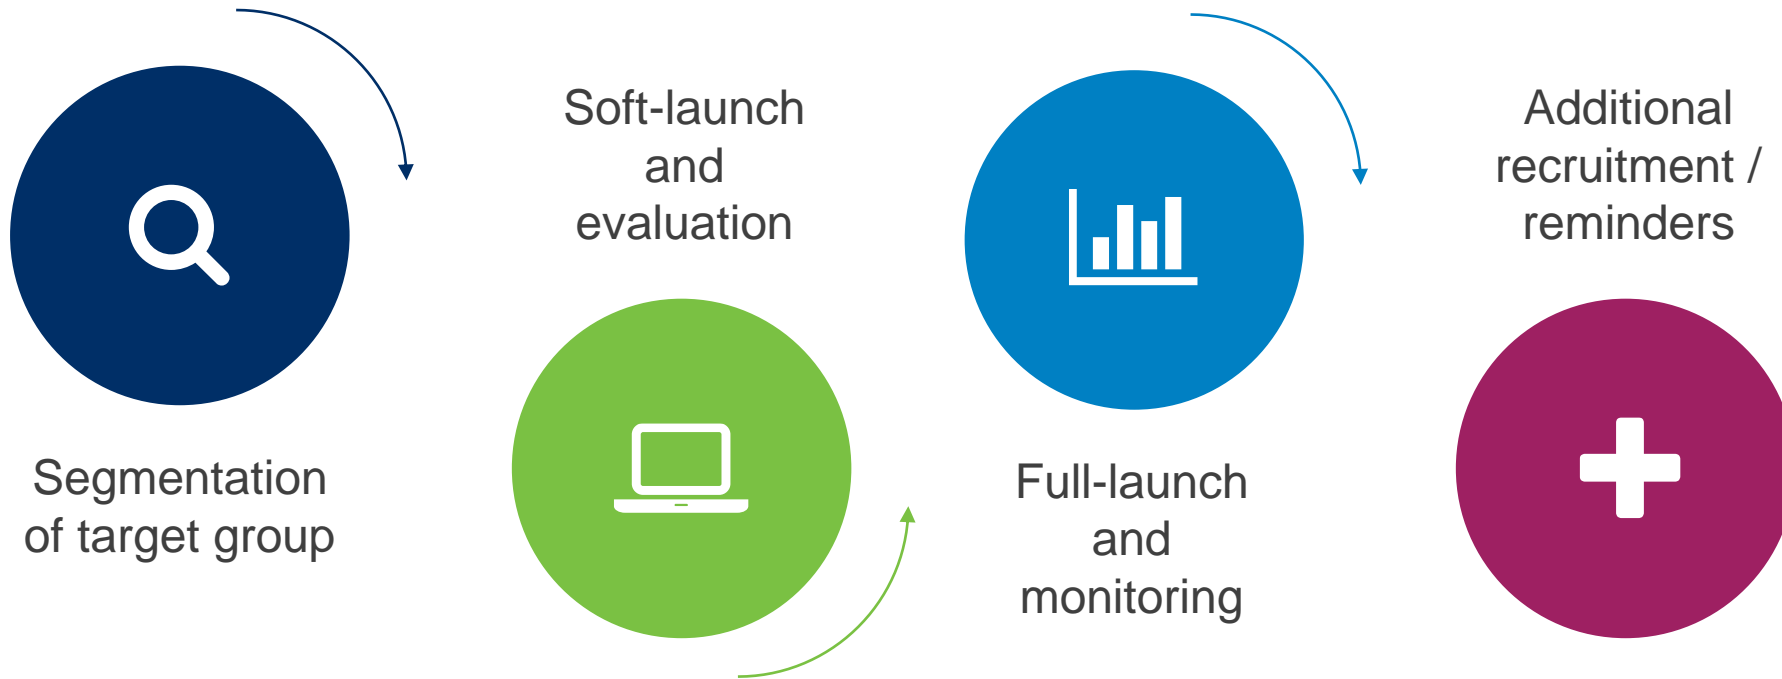 Segmentation
of target group
Soft-launch
and
evaluation
Full-launch
and
monitoring
Additional
recruitment /
reminders